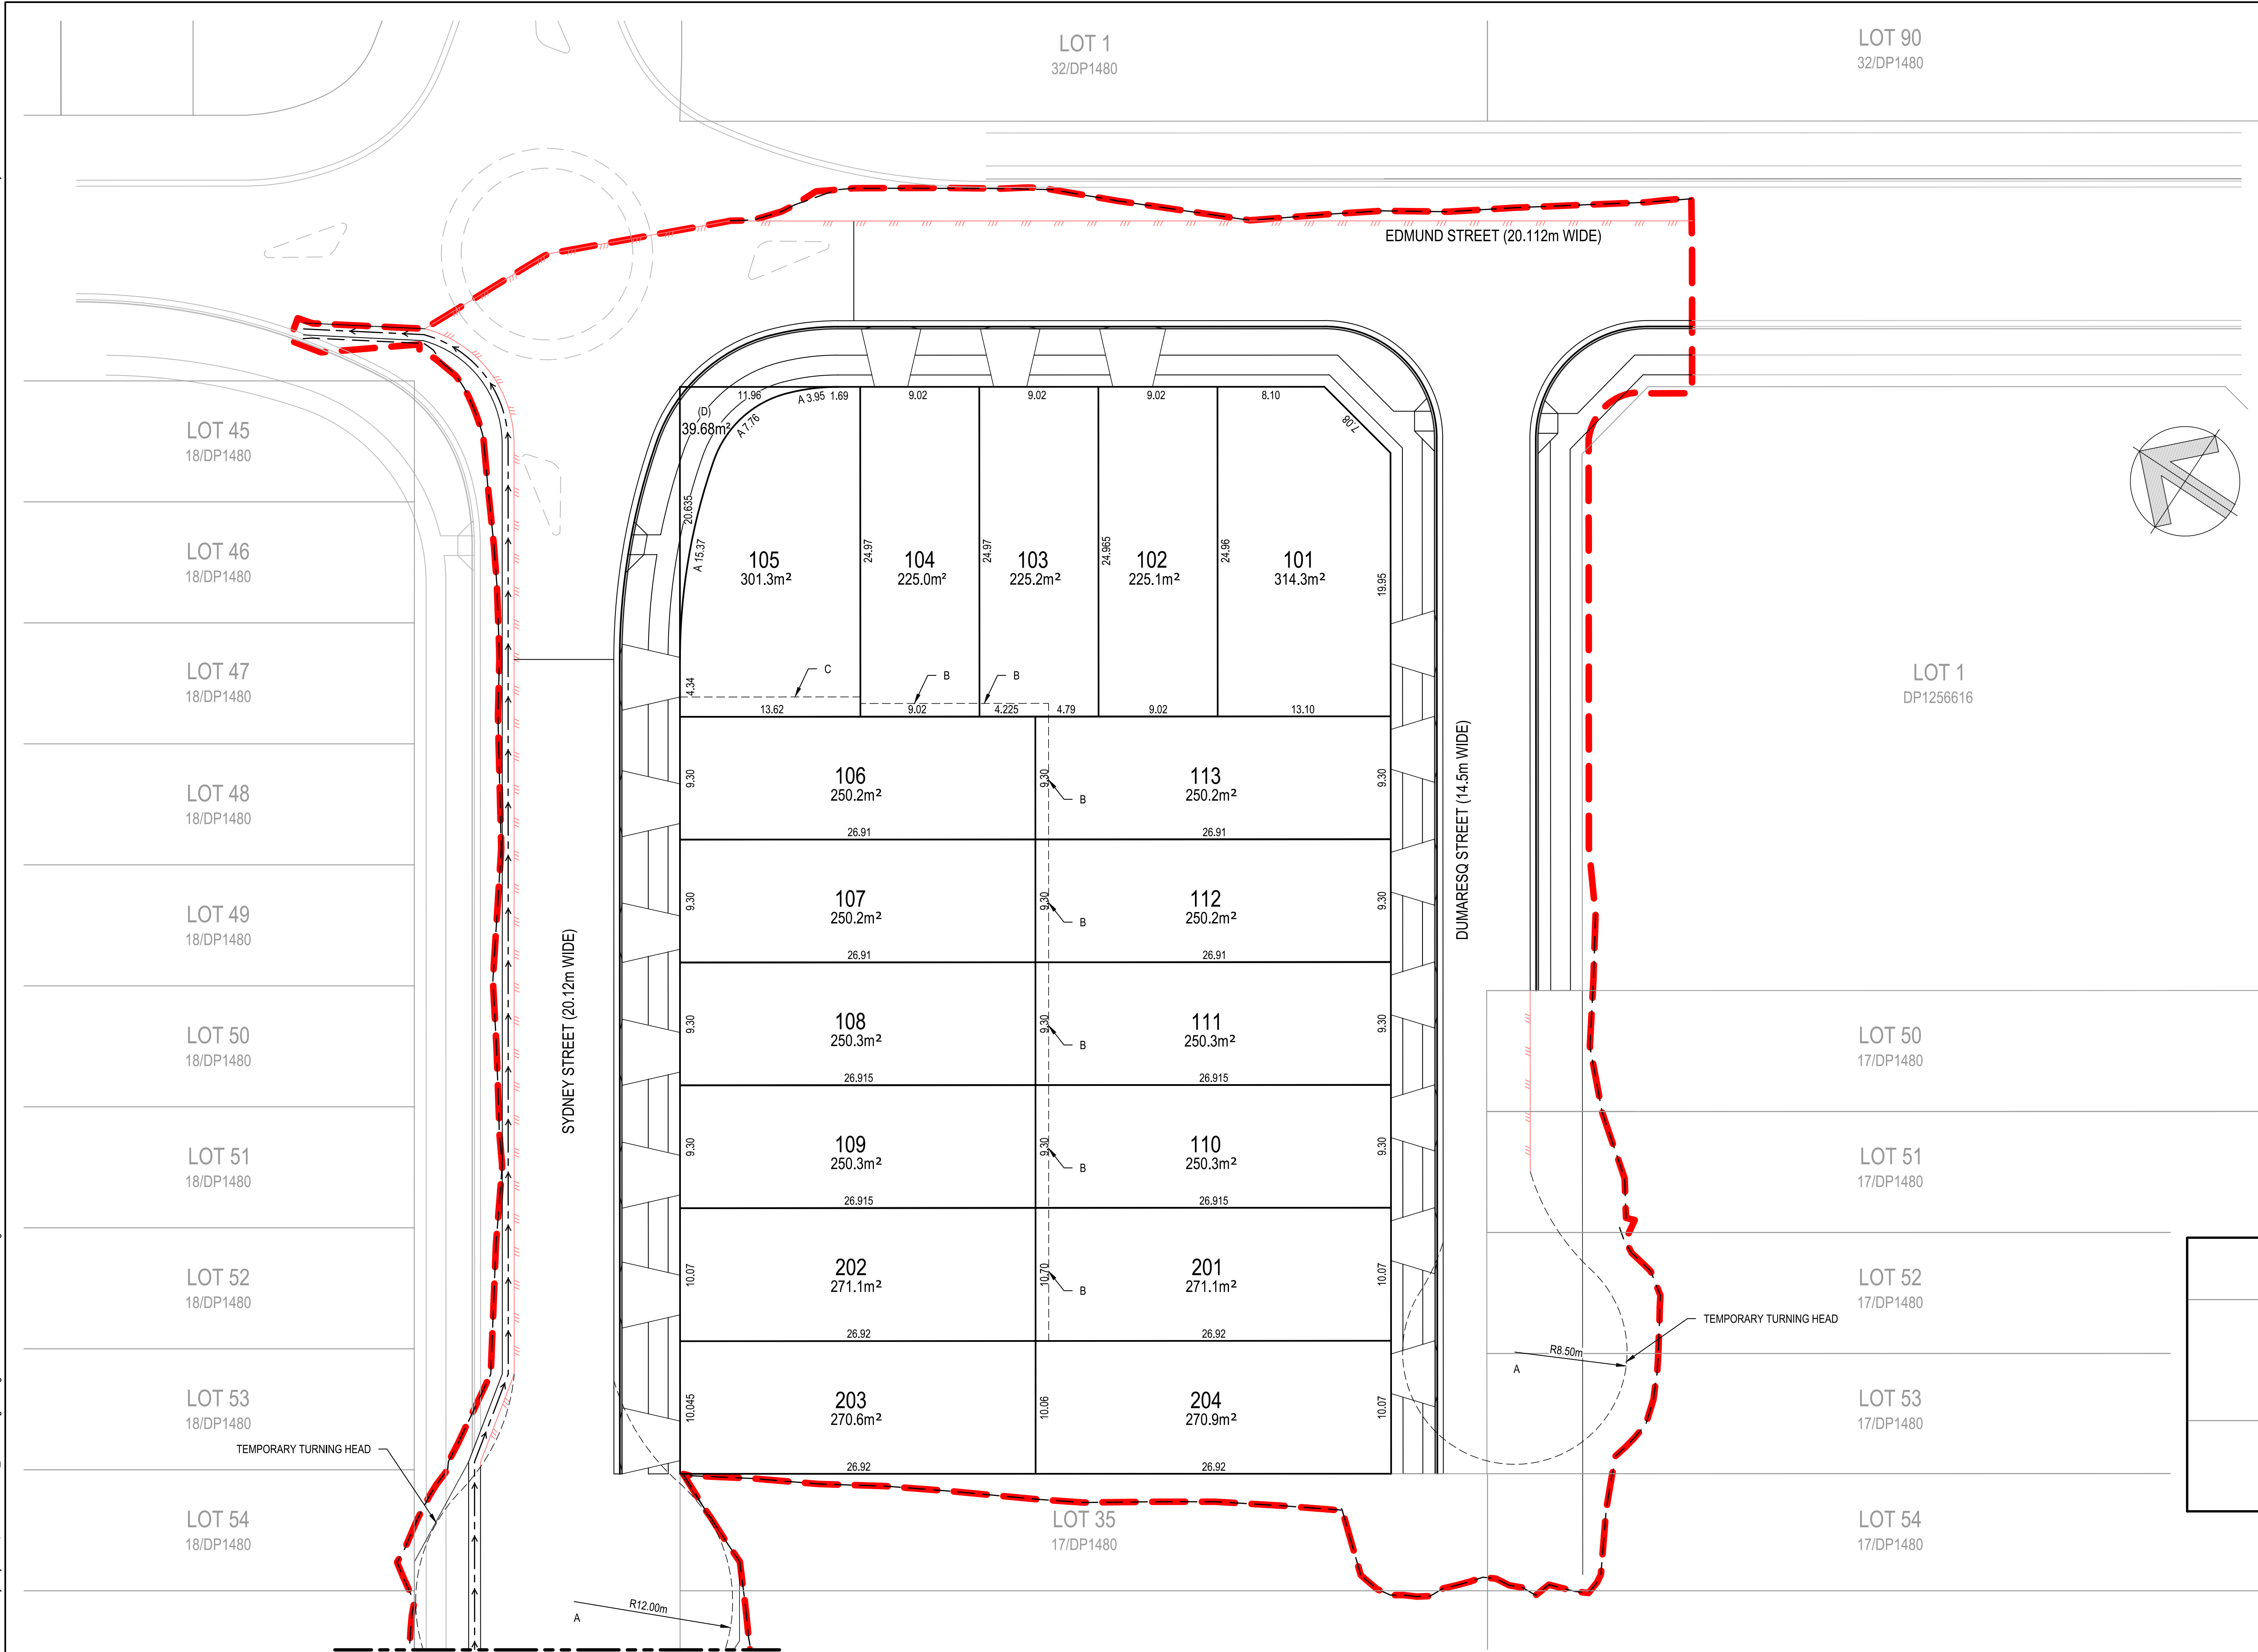 LOT 1
32/DP1480
LOT 90
32/DP1480
EDMUND STREET (20.112m WIDE)
11.96
A 3.95
1.69
9.02
9.02
9.02
8.10
(D)
39.68m²
A 7.76
7.08
20.635
A 15.37
24.97
24.97
24.965
24.96
19.95
105
301.3m²
104
225.0m²
103
225.2m²
102
225.1m²
101
314.3m²
C
B
B
4.34
13.62
9.02
4.225
4.79
9.02
13.10
LOT 45
18/DP1480
LOT 46
18/DP1480
LOT 47
18/DP1480
LOT 48
18/DP1480
LOT 49
18/DP1480
LOT 50
18/DP1480
LOT 51
18/DP1480
LOT 52
18/DP1480
LOT 53
18/DP1480
TEMPORARY TURNING HEAD
LOT 54
18/DP1480
SYDNEY STREET (20.12m WIDE)
9.30
106
250.2m²
9.30
B
113
250.2m²
9.30
26.91
26.91
9.30
107
250.2m²
9.30
B
112
250.2m²
9.30
26.91
26.91
9.30
108
250.3m²
9.30
B
111
250.3m²
9.30
26.915
26.915
9.30
109
250.3m²
9.30
B
110
250.3m²
9.30
26.915
26.915
10.07
202
271.1m²
10.70
B
201
271.1m²
10.07
26.92
26.92
10.045
203
270.6m²
10.06
204
270.9m²
10.07
26.92
26.92
DUMARESQ STREET (14.5m WIDE)
LOT 1
DP1256616
LOT 50
17/DP1480
LOT 51
17/DP1480
LOT 52
17/DP1480
TEMPORARY TURNING HEAD
R8.50m
A
LOT 53
17/DP1480
LOT 54
17/DP1480
LOT 35
17/DP1480
R12.00m
A